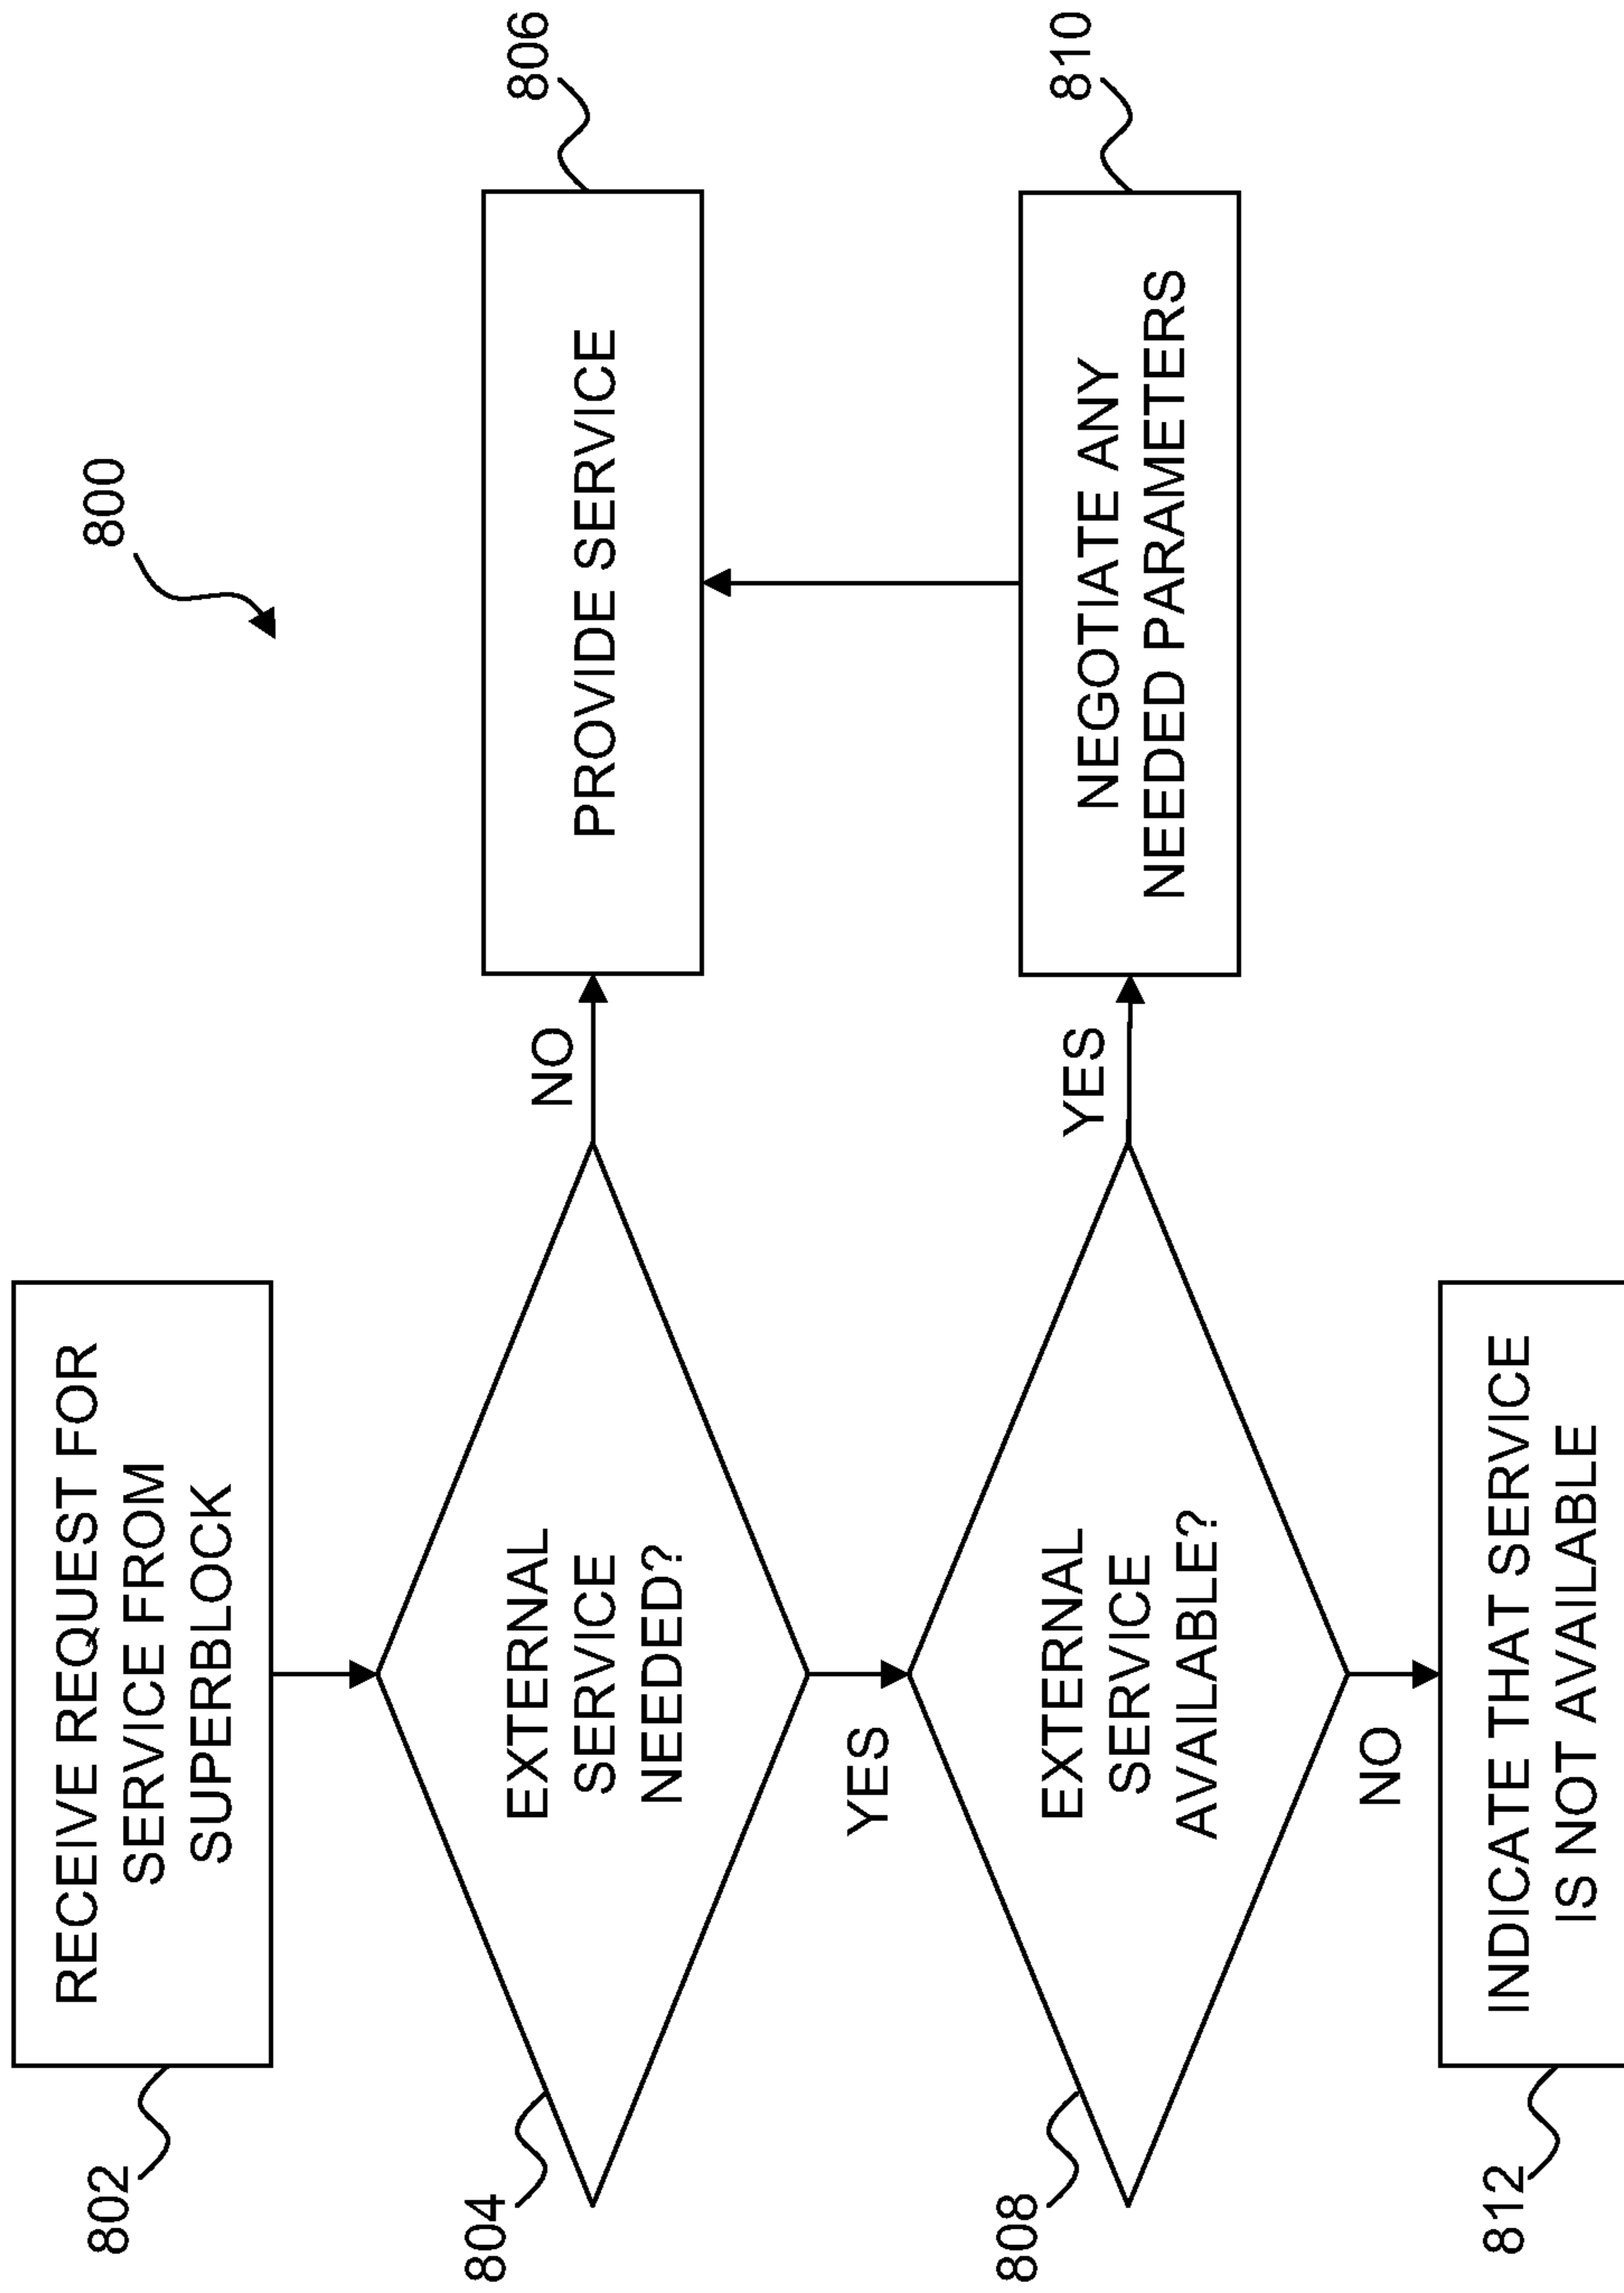 800
802
RECEIVE REQUEST FOR
SERVICE FROM
SUPERBLOCK
804
EXTERNAL
SERVICE
NEEDED?
NO
PROVIDE SERVICE
806
YES
808
EXTERNAL
SERVICE
AVAILABLE?
YES
NEGOTIATE ANY
NEEDED PARAMETERS
810
NO
812
INDICATE THAT SERVICE
IS NOT AVAILABLE